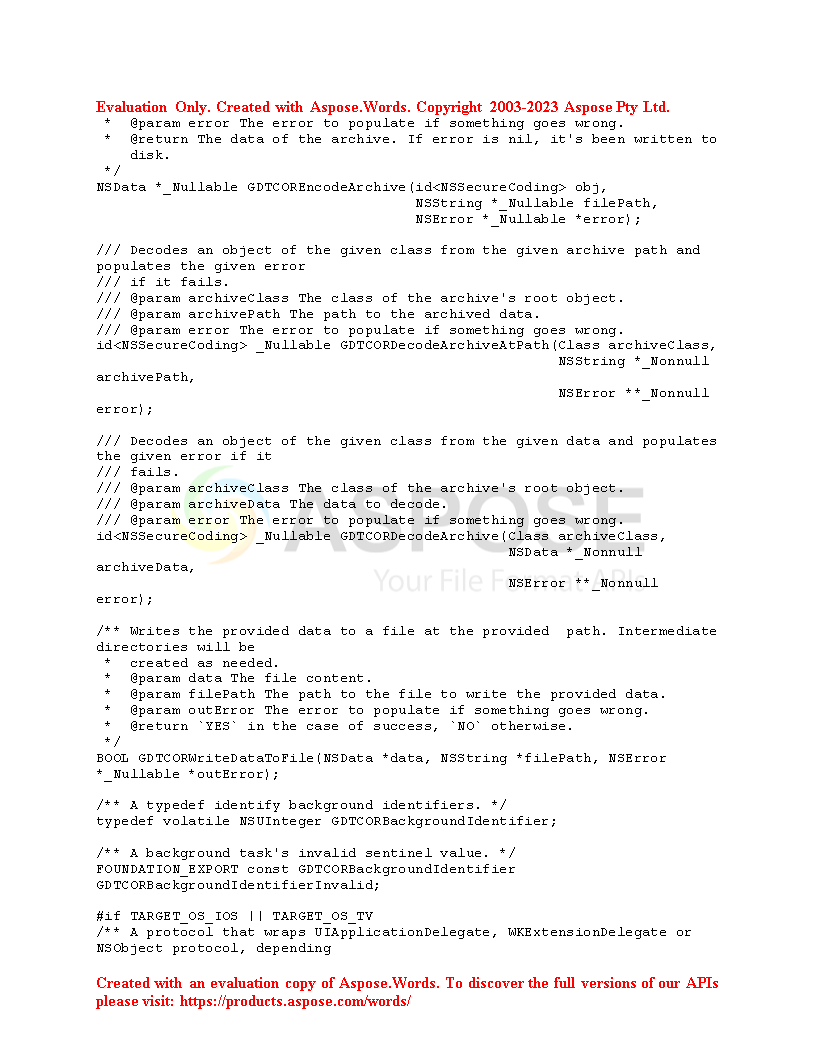 Evaluation Only. Created with Aspose.Words. Copyright 2003-2023 Aspose Pty Ltd.
 *  @param error The error to populate if something goes wrong.
 *  @return The data of the archive. If error is nil, it's been written to
    disk.
 */
NSData *_Nullable GDTCOREncodeArchive(id<NSSecureCoding> obj,
                                      NSString *_Nullable filePath,
                                      NSError *_Nullable *error);

/// Decodes an object of the given class from the given archive path and
populates the given error
/// if it fails.
/// @param archiveClass The class of the archive's root object.
/// @param archivePath The path to the archived data.
/// @param error The error to populate if something goes wrong.
id<NSSecureCoding> _Nullable GDTCORDecodeArchiveAtPath(Class archiveClass,
                                                       NSString *_Nonnull
archivePath,
                                                       NSError **_Nonnull
error);

/// Decodes an object of the given class from the given data and populates
the given error if it
/// fails.
/// @param archiveClass The class of the archive's root object.
/// @param archiveData The data to decode.
/// @param error The error to populate if something goes wrong.
id<NSSecureCoding> _Nullable GDTCORDecodeArchive(Class archiveClass,
                                                 NSData *_Nonnull
archiveData,
                                                 NSError **_Nonnull
error);
ASPOSE
Your File Format APIs

/** Writes the provided data to a file at the provided  path. Intermediate
directories will be
 *  created as needed.
 *  @param data The file content.
 *  @param filePath The path to the file to write the provided data.
 *  @param outError The error to populate if something goes wrong.
 *  @return `YES` in the case of success, `NO` otherwise.
 */
BOOL GDTCORWriteDataToFile(NSData *data, NSString *filePath, NSError
*_Nullable *outError);

/** A typedef identify background identifiers. */
typedef volatile NSUInteger GDTCORBackgroundIdentifier;

/** A background task's invalid sentinel value. */
FOUNDATION_EXPORT const GDTCORBackgroundIdentifier
GDTCORBackgroundIdentifierInvalid;

#if TARGET_OS_IOS || TARGET_OS_TV
/** A protocol that wraps UIApplicationDelegate, WKExtensionDelegate or
NSObject protocol, depending
Created with an evaluation copy of Aspose.Words. To discover the full versions of our APIs
please visit: https://products.aspose.com/words/